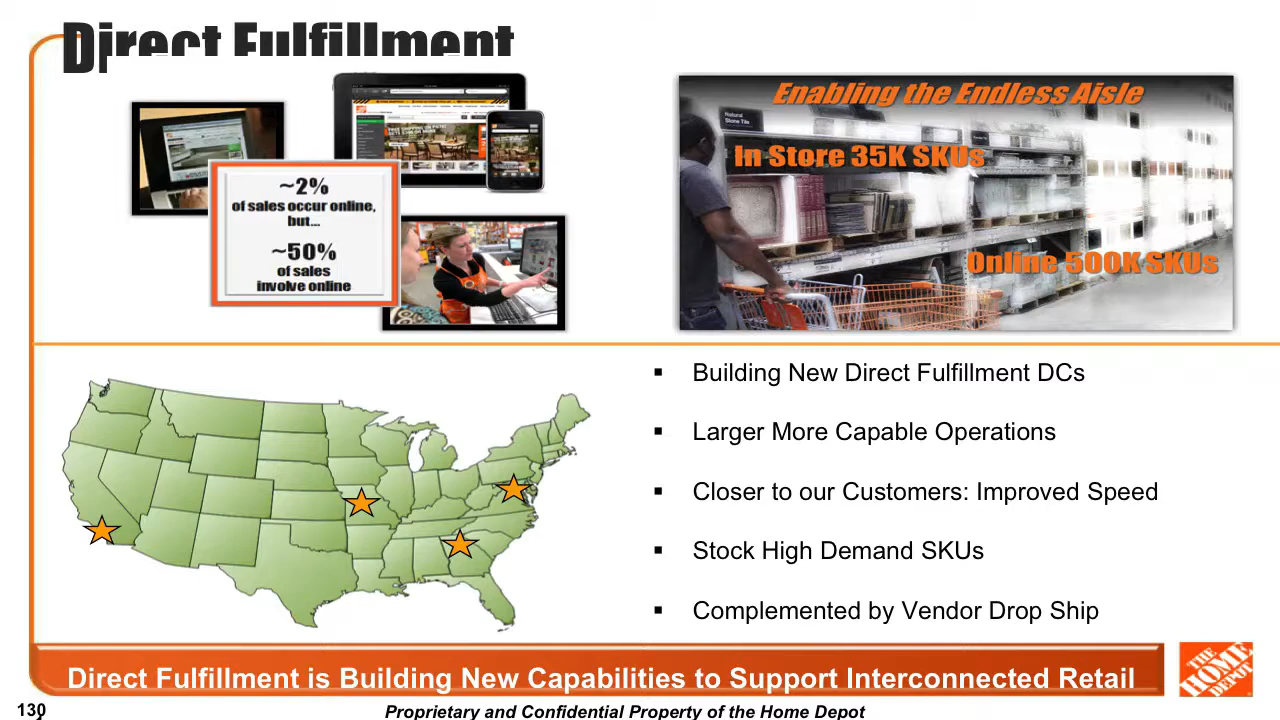 Direct Fulfillment
~2%
of sales occur online,
but...
~50%
of sales
involve online
Enabling the Endless Aisle
Natural
Stone Tile
In Store 35K SKUs
Online 500K SKUs
▪ Building New Direct Fulfillment DCs
▪ Larger More Capable Operations
▪ Closer to our Customers: Improved Speed
▪ Stock High Demand SKUs
▪ Complemented by Vendor Drop Ship
Direct Fulfillment is Building New Capabilities to Support Interconnected Retail
THE
HOME
DEPOT
130
Proprietary and Confidential Property of the Home Depot